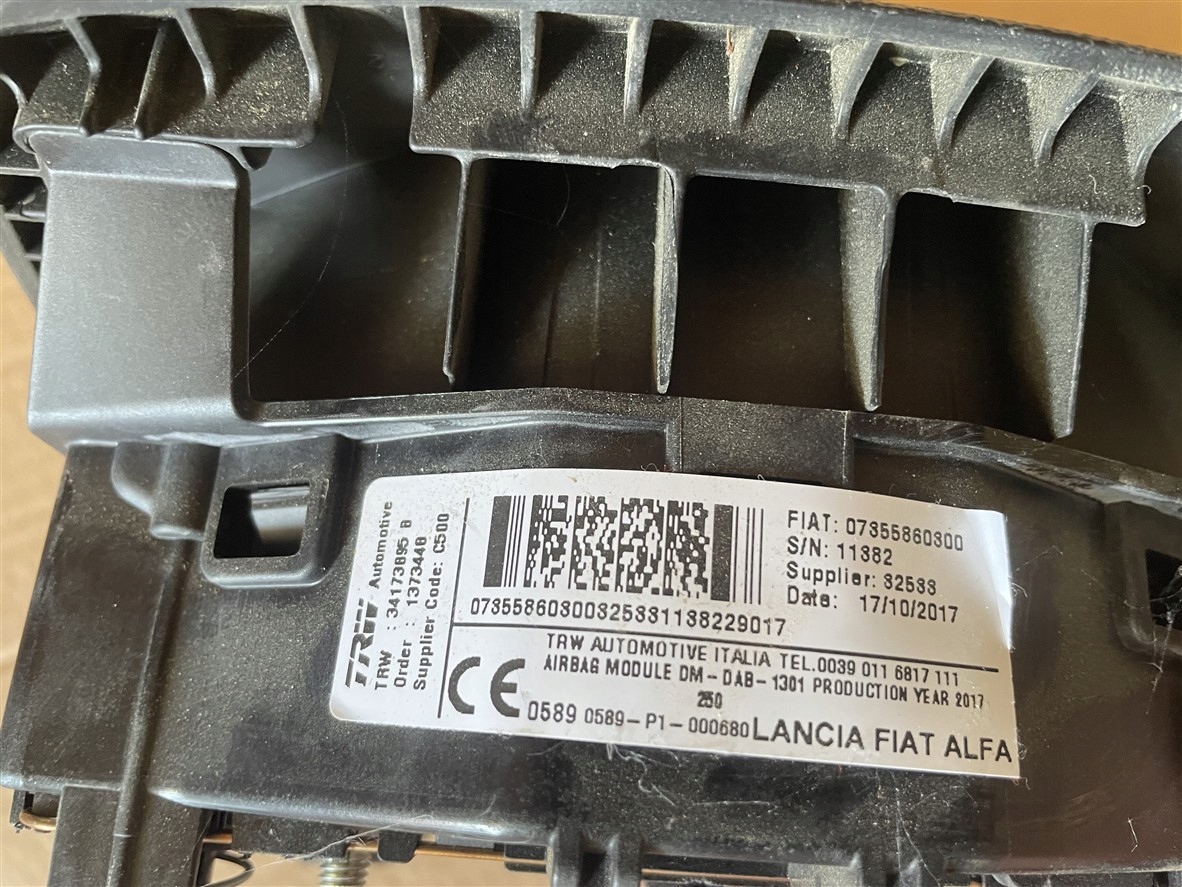 TRW Automotive
TRW : 34173895 B
Order : 1373448
Supplier Code: C500
FIAT: 07355860300
S/N: 11382
Supplier: 32533
Date: 17/10/2017
07355860300325331138229017
TRW AUTOMOTIVE ITALIA TEL.0039 011 6817 111
AIRBAG MODULE DM-DAB-1301 PRODUCTION YEAR 2017
250
CE 0589 0589-P1-000680 LANCIA FIAT ALFA